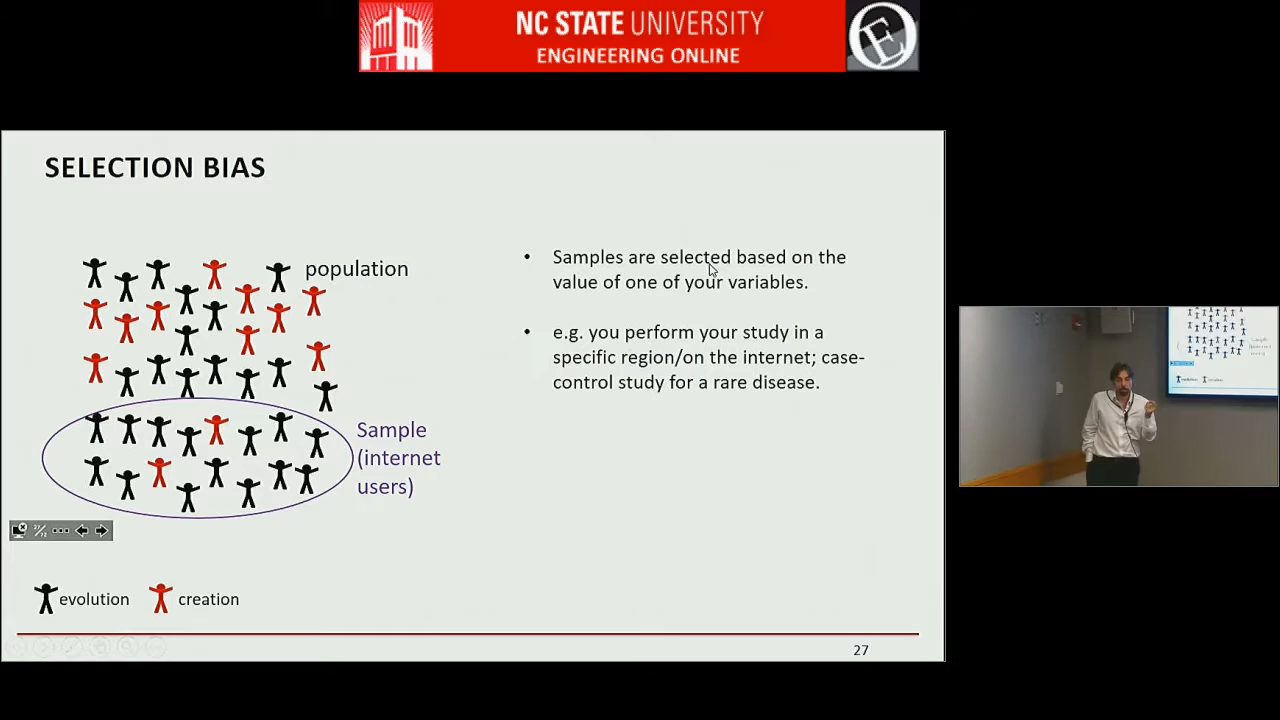 NC STATE UNIVERSITY
ENGINEERING ONLINE
SELECTION BIAS
population
Sample
(internet
users)
evolution
creation
• Samples are selected based on the
value of one of your variables.
• e.g. you perform your study in a
specific region/on the internet; case-
control study for a rare disease.
27